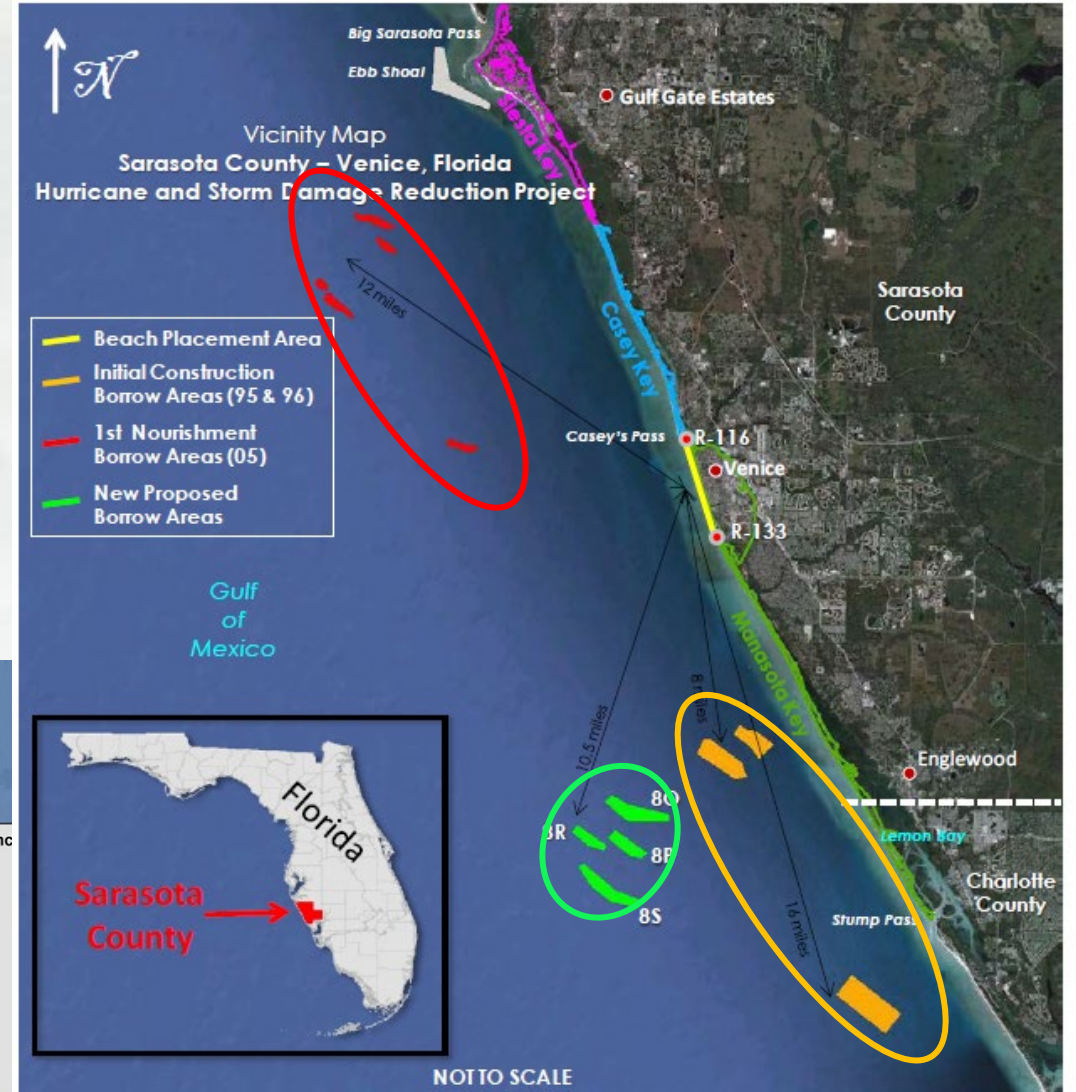 N
Big Sarasota Pass
Ebb Shoal
Siesta Key
Gulf Gate Estates
Vicinity Map
Sarasota County – Venice, Florida
Hurricane and Storm Damage Reduction Project
12 miles
Sarasota
County
Beach Placement Area
Initial Construction
Borrow Areas (95 & 96)
1st Nourishment
Borrow Areas (05)
New Proposed
Borrow Areas
Casey Key
Casey's Pass
R-116
Venice
R-133
Gulf
of
Mexico
Manasota Key
8 miles
10.5 miles
Englewood
8R
8S
Lemon Bay
Charlotte
County
Stump Pass
16 miles
Florida
Sarasota
County
NOT TO SCALE